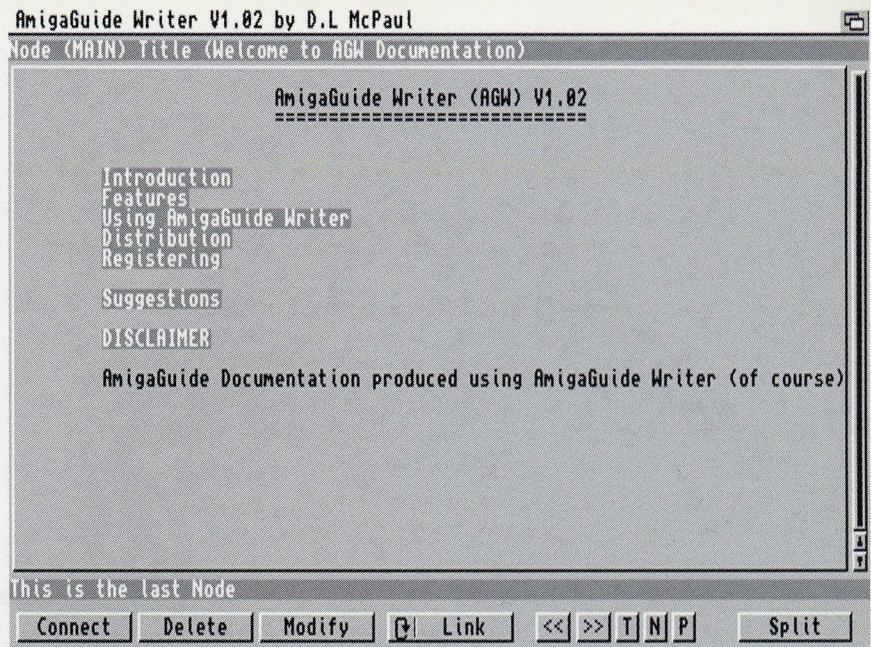 AmigaGuide Writer V1.02 by D.L McPaul
Node (MAIN) Title (Welcome to AGW Documentation)
AmigaGuide Writer (AGW) V1.02
=============================
Introduction
Features
Using AmigaGuide Writer
Distribution
Registering
Suggestions
DISCLAIMER
AmigaGuide Documentation produced using AmigaGuide Writer (of course)
This is the last Node
Connect Delete Modify Link << >> T N P Split